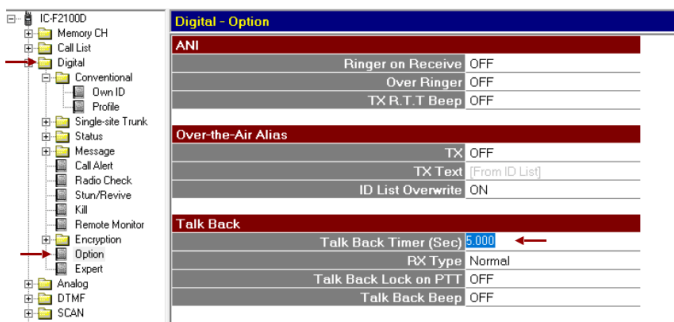 IC-F2100D
Memory CH
Call List
Digital
Conventional
Own ID
Profile
Single-site Trunk
Status
Message
Call Alert
Radio Check
Stun/Revive
Kill
Remote Monitor
Encryption
Option
Expert
Analog
DTMF
SCAN
Digital - Option
ANI
Ringer on Receive OFF
Over Ringer OFF
TX R.T.T Beep OFF
Over-the-Air Alias
TX OFF
TX Text [From ID List]
ID List Overwrite ON
Talk Back
Talk Back Timer (Sec) 5.000
RX Type Normal
Talk Back Lock on PTT OFF
Talk Back Beep OFF